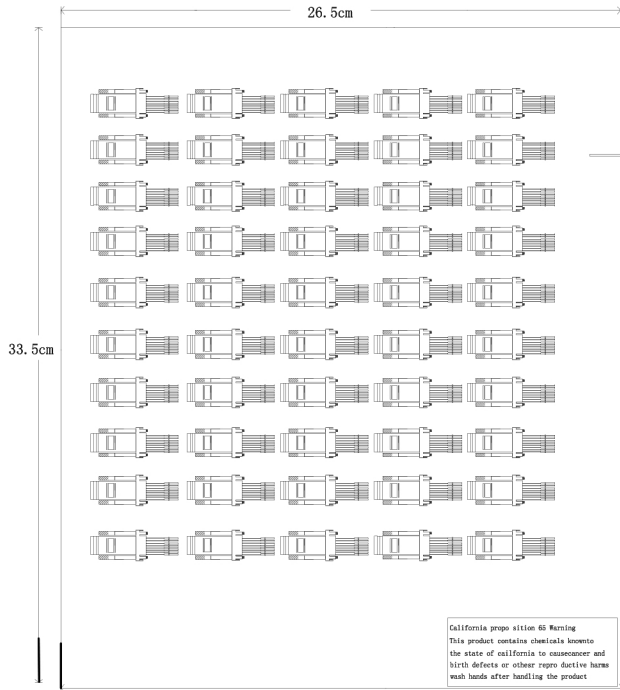 26.5cm
33.5cm
California propo sition 65 Warning
This product contains chemicals knownto
the state of cailfornia to causecancer and
birth defects or othesr repro ductive harms
wash hands after handling the product